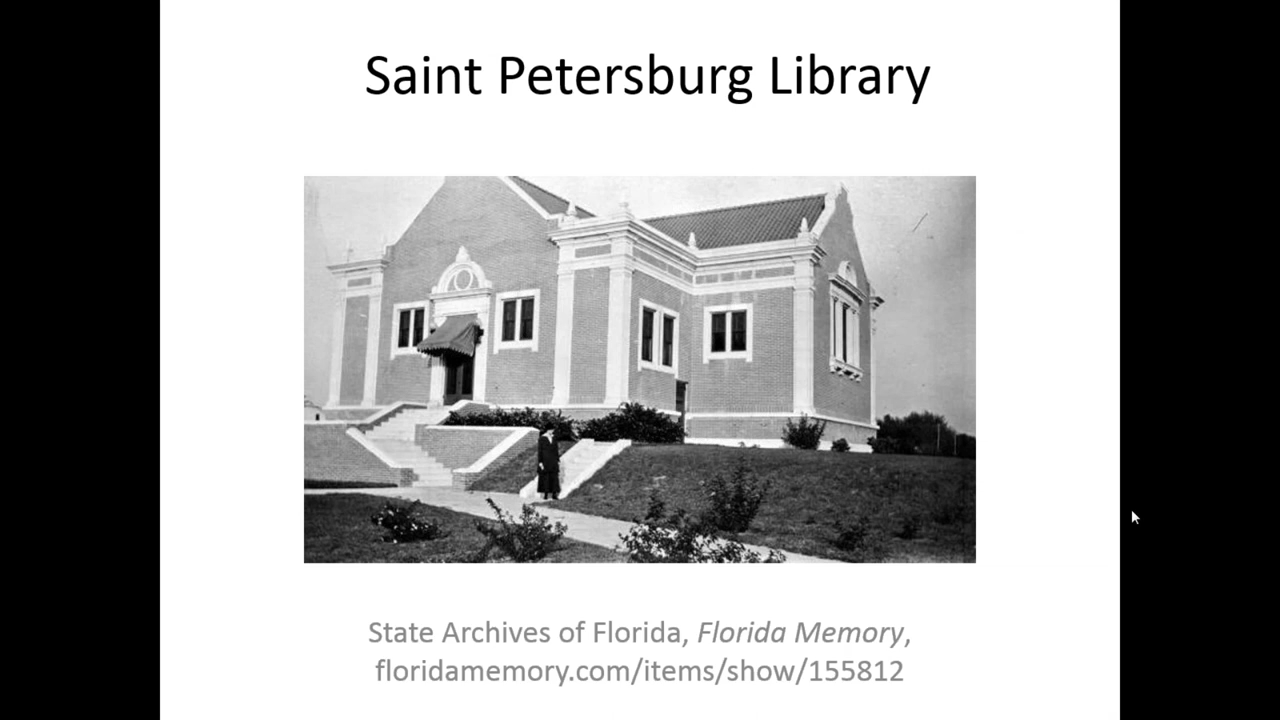 Saint Petersburg Library
State Archives of Florida, Florida Memory,
floridamemory.com/items/show/155812